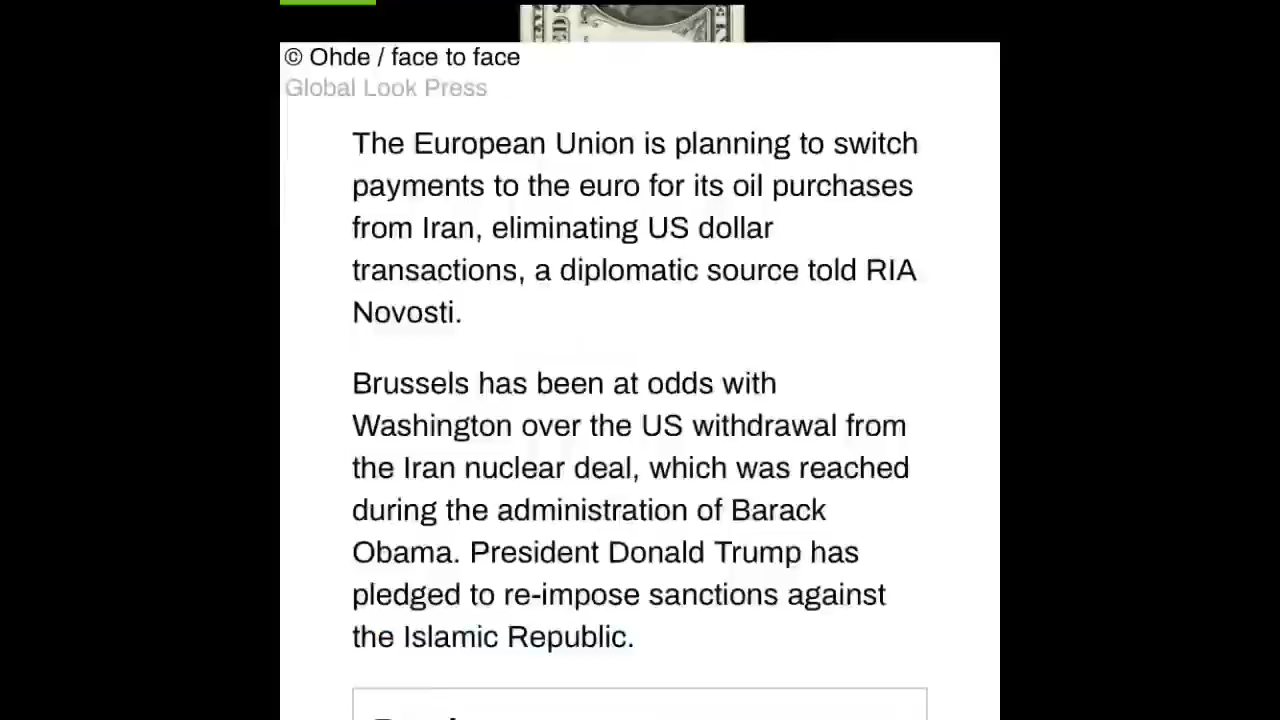 © Ohde / face to face
Global Look Press
The European Union is planning to switch
payments to the euro for its oil purchases
from Iran, eliminating US dollar
transactions, a diplomatic source told RIA
Novosti.
Brussels has been at odds with
Washington over the US withdrawal from
the Iran nuclear deal, which was reached
during the administration of Barack
Obama. President Donald Trump has
pledged to re-impose sanctions against
the Islamic Republic.